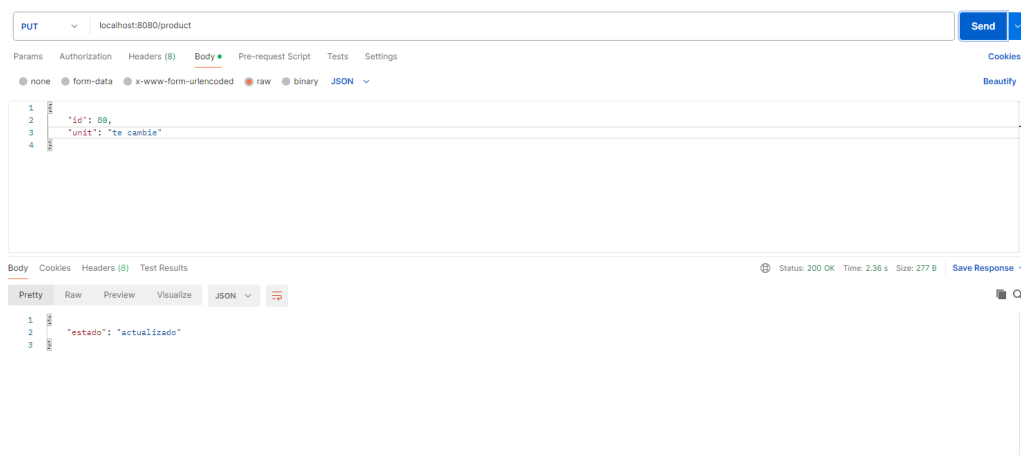 PUT localhost:8080/product Send
Params Authorization Headers (8) Body Pre-request Script Tests Settings Cookies
none form-data x-www-form-urlencoded raw binary JSON Beautify
1 {
2 "id": 80,
3 "unit": "te cambie"
4 }
Body Cookies Headers (8) Test Results Status: 200 OK Time: 2.36 s Size: 277 B Save Response
Pretty Raw Preview Visualize JSON
1 {
2 "estado": "actualizado"
3 }